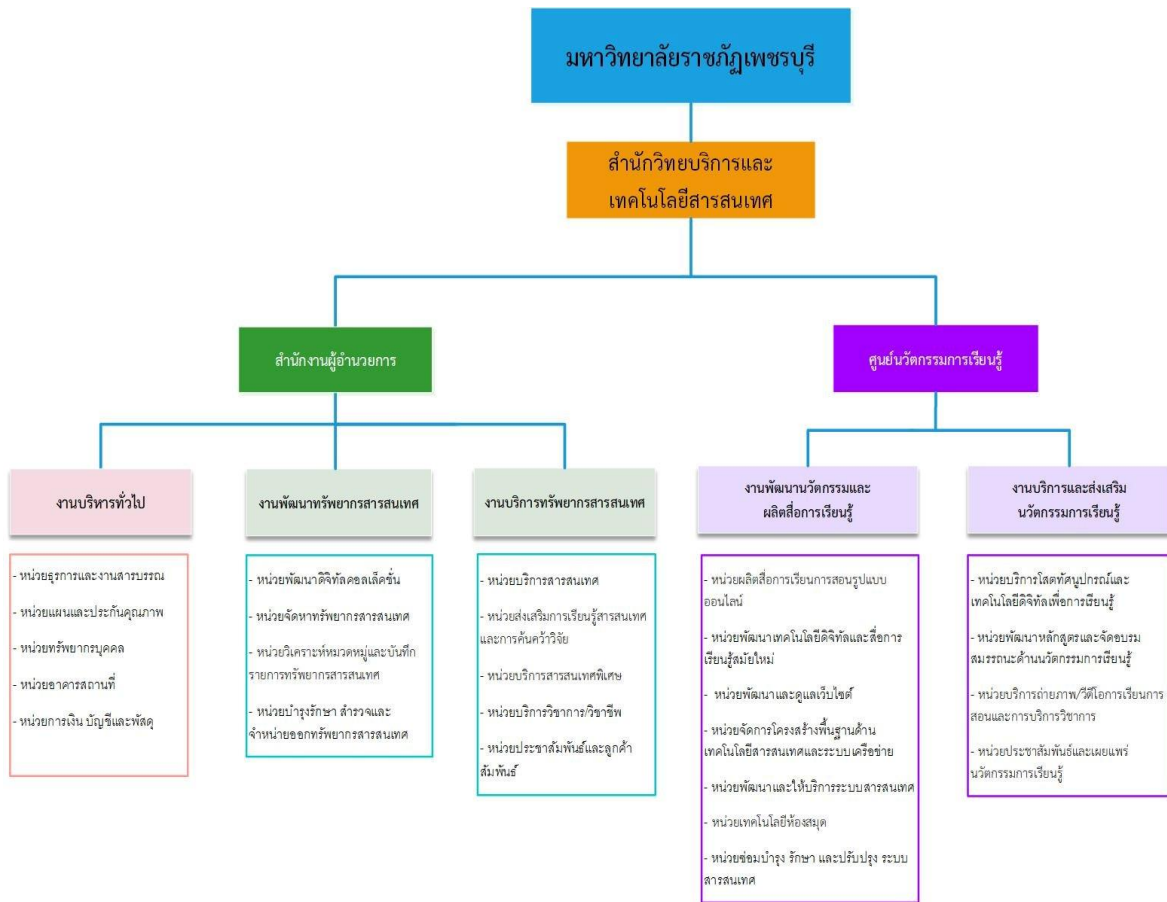 มหาวิทยาลัยราชภัฏเพชรบุรี
สำนักวิทยบริการและ
เทคโนโลยีสารสนเทศ
สำนักงานผู้อำนวยการ
ศูนย์นวัตกรรมการเรียนรู้
งานบริหารทั่วไป
- หน่วยธุรการและงานสารบรรณ
- หน่วยแผนและประกันคุณภาพ
- หน่วยทรัพยากรบุคคล
- หน่วยอาคารสถานที่
- หน่วยการเงิน บัญชีและพัสดุ
งานพัฒนาทรัพยากรสารสนเทศ
- หน่วยพัฒนาดิจิทัลคอลเล็คชั่น
- หน่วยจัดหาทรัพยากรสารสนเทศ
- หน่วยวิเคราะห์หมวดหมู่และบันทึก
รายการทรัพยากรสารสนเทศ
- หน่วยบำรุงรักษา สำรวจและ
จำหน่ายออกทรัพยากรสารสนเทศ
งานบริการทรัพยากรสารสนเทศ
- หน่วยบริการสารสนเทศ
- หน่วยส่งเสริมการเรียนรู้สารสนเทศ
และการค้นคว้าวิจัย
- หน่วยบริการสารสนเทศพิเศษ
- หน่วยบริการวิชาการ/วิชาชีพ
- หน่วยประชาสัมพันธ์และลูกค้า
สัมพันธ์
งานพัฒนานวัตกรรมและ
ผลิตสื่อการเรียนรู้
- หน่วยผลิตสื่อการเรียนการสอนรูปแบบ
ออนไลน์
- หน่วยพัฒนาเทคโนโลยีดิจิทัลและสื่อการ
เรียนรู้สมัยใหม่
- หน่วยพัฒนาและดูแลเว็บไซต์
- หน่วยจัดการโครงสร้างพื้นฐานด้าน
เทคโนโลยีสารสนเทศและระบบเครือข่าย
- หน่วยพัฒนาและให้บริการระบบสารสนเทศ
- หน่วยเทคโนโลยีห้องสมุด
- หน่วยซ่อมบำรุง รักษา และปรับปรุง ระบบ
สารสนเทศ
งานบริการและส่งเสริม
นวัตกรรมการเรียนรู้
- หน่วยบริการโสตทัศนูปกรณ์และ
เทคโนโลยีดิจิทัลเพื่อการเรียนรู้
- หน่วยพัฒนาหลักสูตรและจัดอบรม
สมรรถนะด้านนวัตกรรมการเรียนรู้
- หน่วยบริการถ่ายภาพ/วีดีโอการเรียนการ
สอนและการบริการวิชาการ
- หน่วยประชาสัมพันธ์และเผยแพร่
นวัตกรรมการเรียนรู้